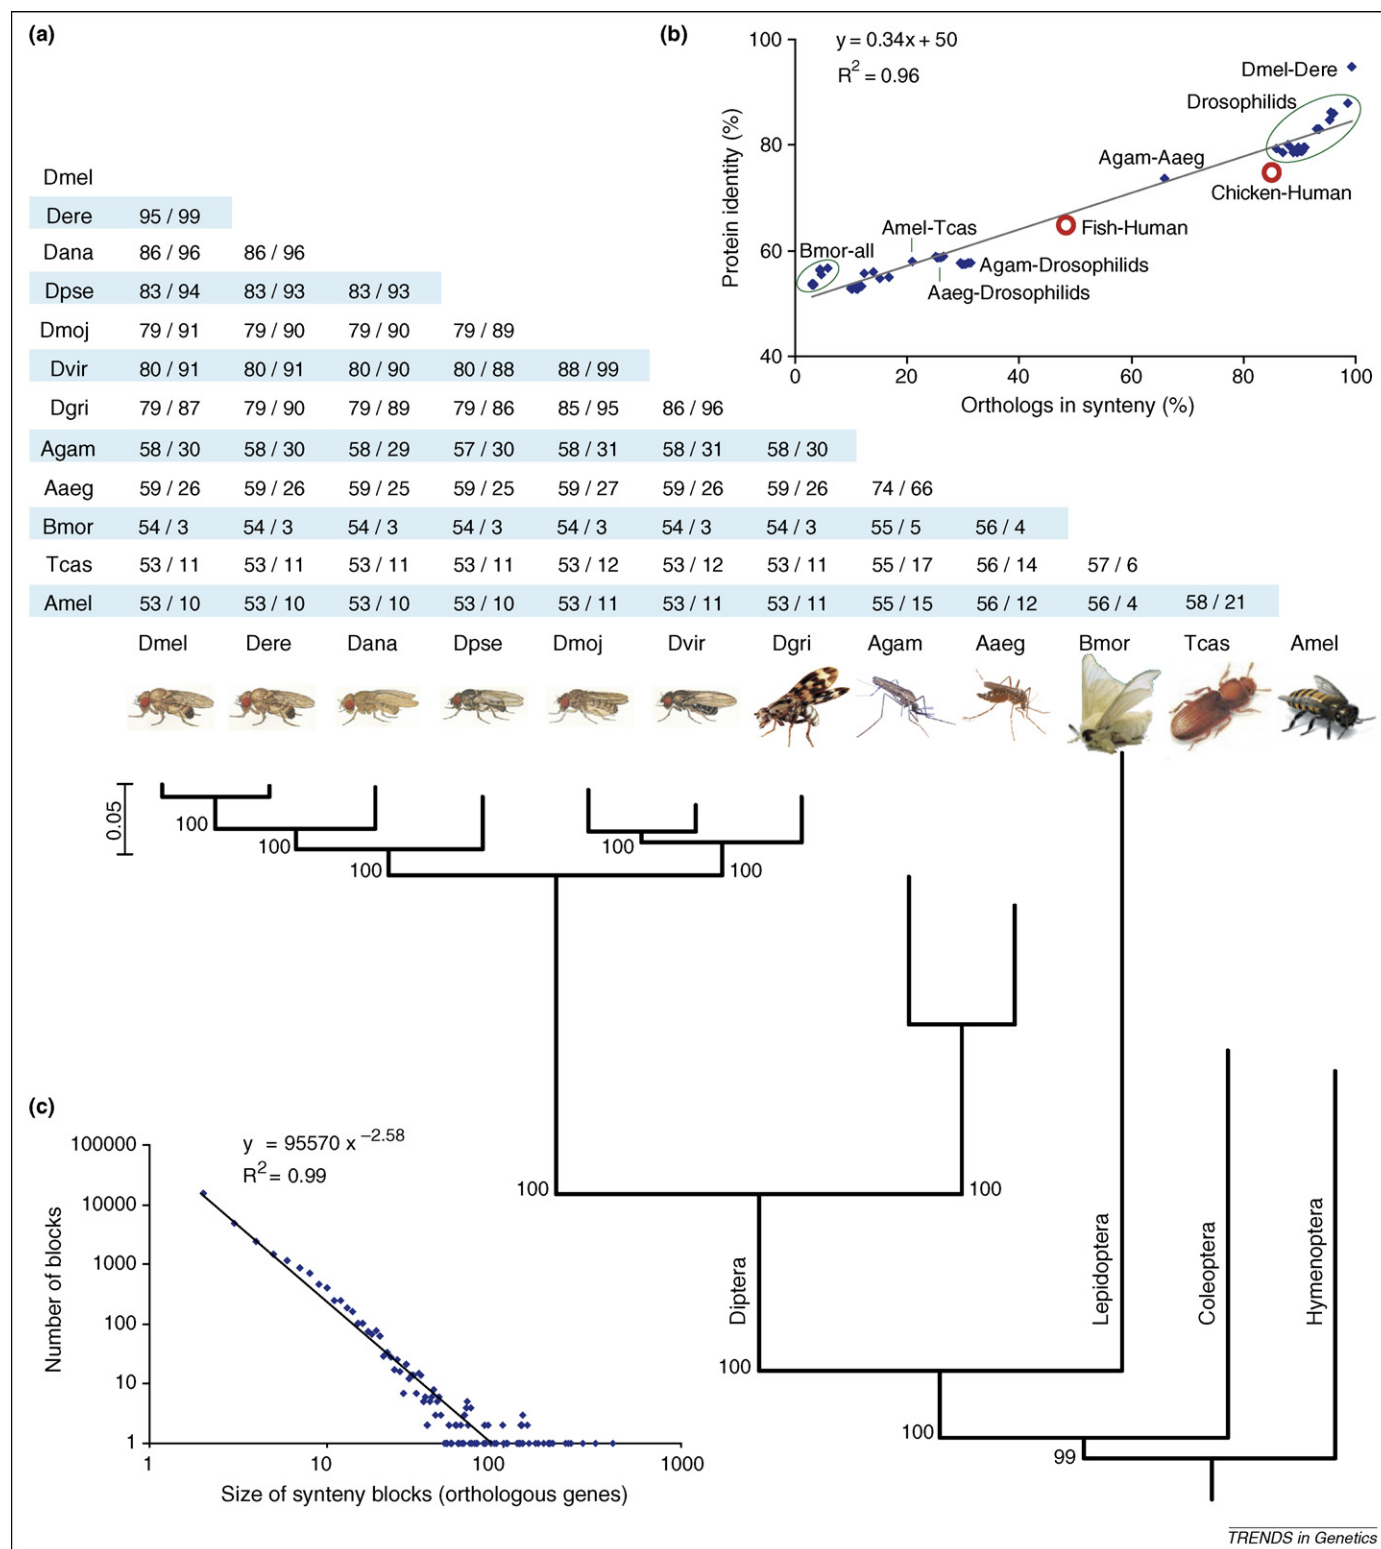 (a)
Dmel
Dere 95 / 99
Dana 86 / 96 86 / 96
Dpse 83 / 94 83 / 93 83 / 93
Dmoj 79 / 91 79 / 90 79 / 90 79 / 89
Dvir 80 / 91 80 / 91 80 / 90 80 / 88 88 / 99
Dgri 79 / 87 79 / 90 79 / 89 79 / 86 85 / 95 86 / 96
Agam 58 / 30 58 / 30 58 / 29 57 / 30 58 / 31 58 / 31 58 / 30
Aaeg 59 / 26 59 / 26 59 / 25 59 / 25 59 / 27 59 / 26 59 / 26 74 / 66
Bmor 54 / 3 54 / 3 54 / 3 54 / 3 54 / 3 54 / 3 54 / 3 55 / 5 56 / 4
Tcas 53 / 11 53 / 11 53 / 11 53 / 11 53 / 12 53 / 12 53 / 11 55 / 17 56 / 14 57 / 6
Amel 53 / 10 53 / 10 53 / 10 53 / 10 53 / 11 53 / 11 53 / 11 55 / 15 56 / 12 56 / 4 58 / 21
Dmel Dere Dana Dpse Dmoj Dvir Dgri Agam Aaeg Bmor Tcas Amel
(b)
y = 0.34x + 50
R2 = 0.96
Protein identity (%)
100
80
60
40
0 20 40 60 80 100
Orthologs in synteny (%)
Dmel-Dere
Drosophilids
Agam-Aaeg
Chicken-Human
Amel-Tcas
Fish-Human
Bmor-all
Agam-Drosophilids
Aaeg-Drosophilids
0.05
100
100
100
100
100
100
100
100
100
99
Diptera
Lepidoptera
Coleoptera
Hymenoptera
(c)
y = 95570 x −2.58
R2 = 0.99
Number of blocks
100000
10000
1000
100
10
1
1 10 100 1000
Size of synteny blocks (orthologous genes)
TRENDS in Genetics